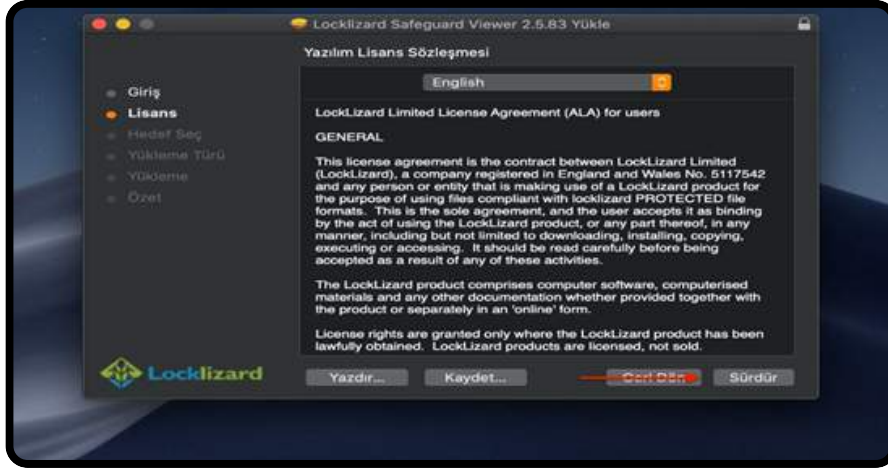 Locklizard Safeguard Viewer 2.5.83 Yükle
Yazılım Lisans Sözleşmesi
Giriş
Lisans
Hedef Seç
Yükleme Türü
Yükleme
Özet
English
LockLizard Limited License Agreement (ALA) for users
GENERAL
This license agreement is the contract between LockLizard Limited
(LockLizard), a company registered in England and Wales No. 5117542
and any person or entity that is making use of a LockLizard product for
the purpose of using files compliant with locklizard PROTECTED file
formats. This is the sole agreement, and the user accepts it as binding
by the act of using the LockLizard product, or any part thereof, in any
manner, including but not limited to downloading, installing, copying,
executing or accessing. It should be read carefully before being
accepted as a result of any of these activities.
The LockLizard product comprises computer software, computerised
materials and any other documentation whether provided together with
the product or separately in an 'online' form.
License rights are granted only where the LockLizard product has been
lawfully obtained. LockLizard products are licensed, not sold.
Locklizard
Yazdır...
Kaydet...
Geri Dön
Sürdür